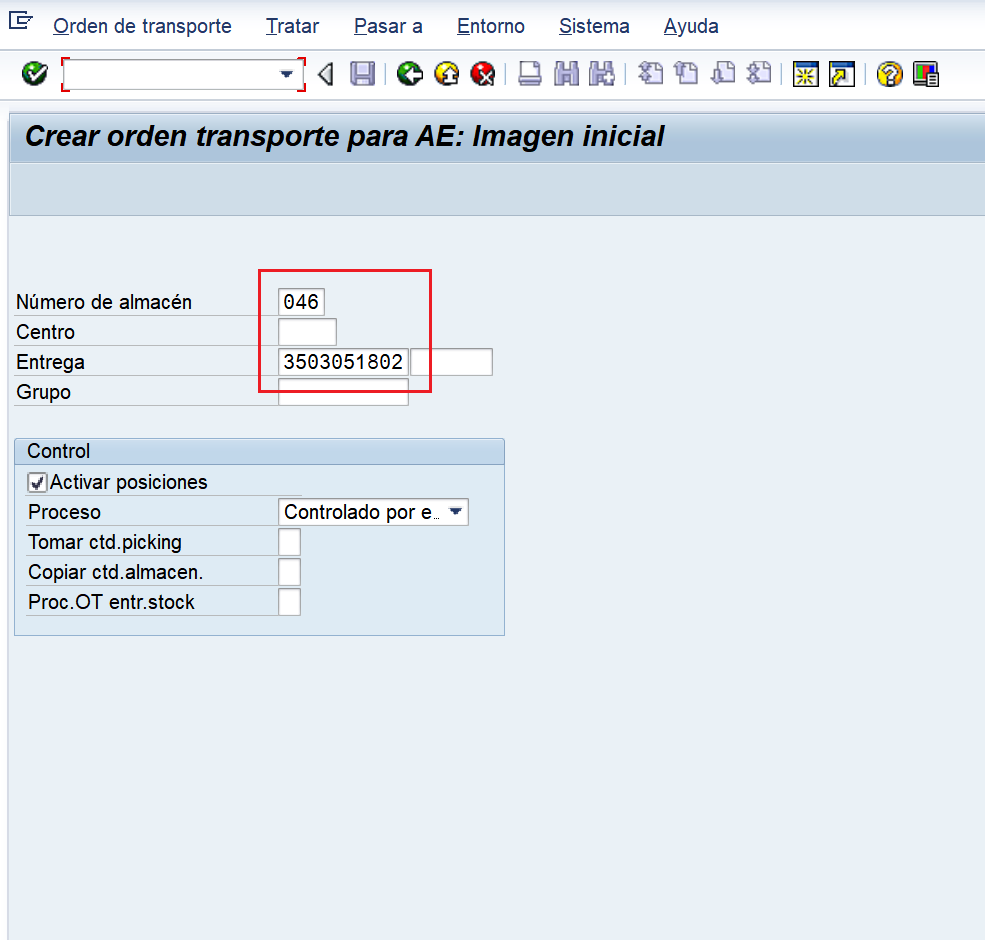 Orden de transporte Tratar Pasar a Entorno Sistema Ayuda
Crear orden transporte para AE: Imagen inicial
Número de almacén 046
Centro
Entrega 3503051802
Grupo
Control
Activar posiciones
Proceso Controlado por e...
Tomar ctd.picking
Copiar ctd.almacen.
Proc.OT entr.stock